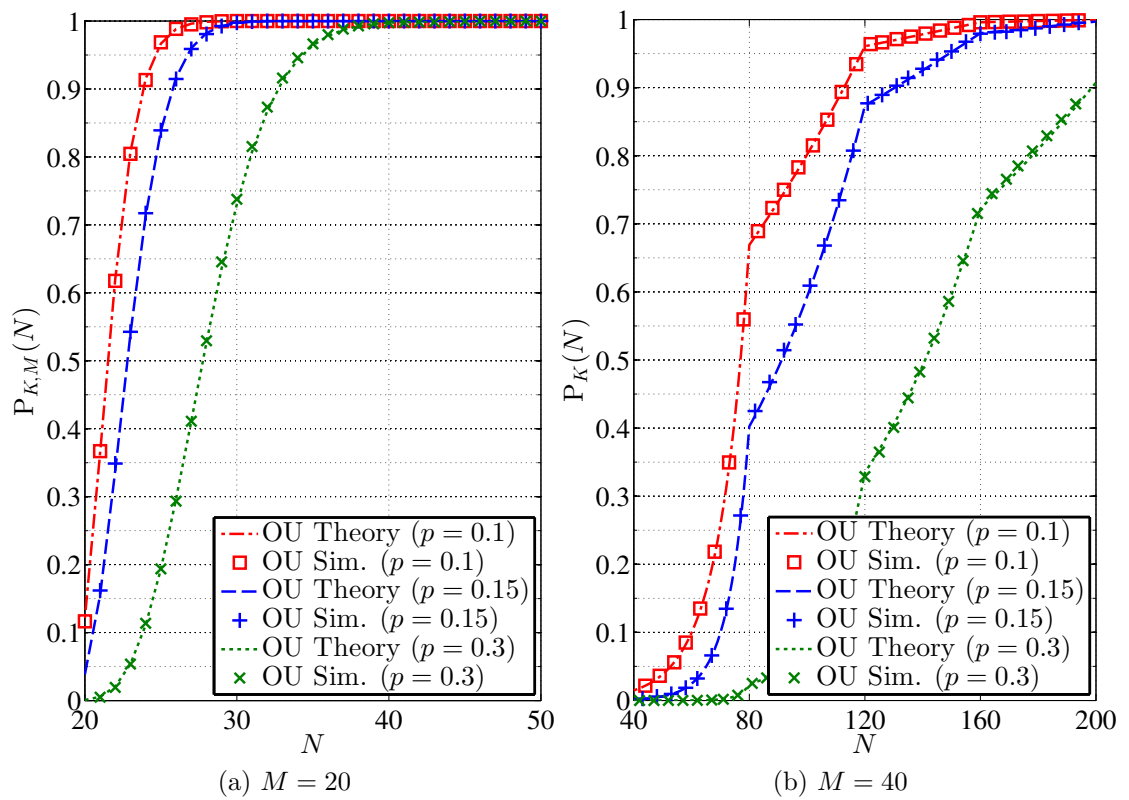 1
0.9
0.8
0.7
0.6
0.5
0.4
0.3
0.2
0.1
0
P_{K,M}(N)
OU Theory (p = 0.1)
OU Sim. (p = 0.1)
OU Theory (p = 0.15)
OU Sim. (p = 0.15)
OU Theory (p = 0.3)
OU Sim. (p = 0.3)
20 30 40 50
N
(a) M = 20
1
0.9
0.8
0.7
0.6
0.5
0.4
0.3
0.2
0.1
0
P_K(N)
OU Theory (p = 0.1)
OU Sim. (p = 0.1)
OU Theory (p = 0.15)
OU Sim. (p = 0.15)
OU Theory (p = 0.3)
OU Sim. (p = 0.3)
40 80 120 160 200
N
(b) M = 40